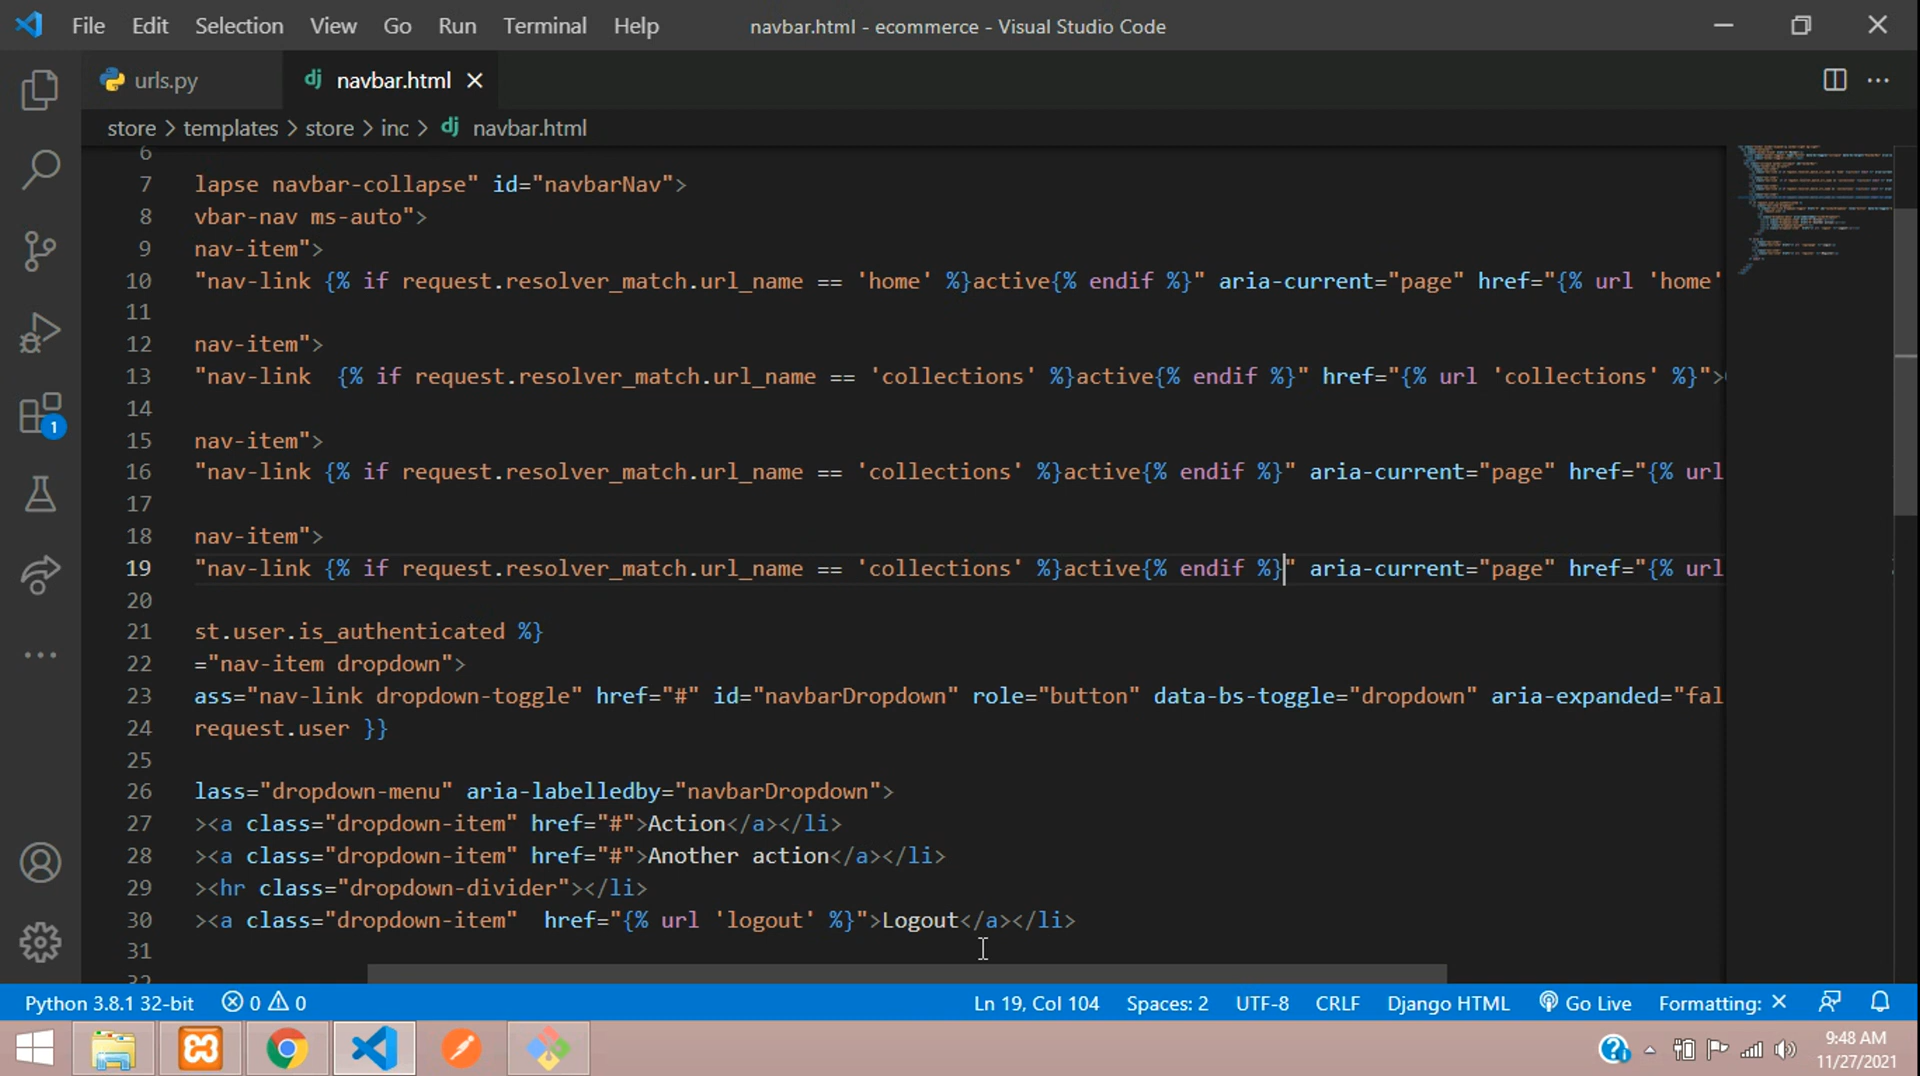 File Edit Selection View Go Run Terminal Help navbar.html - ecommerce - Visual Studio Code
urls.py navbar.html
store > templates > store > inc > navbar.html
6
7 lapse navbar-collapse" id="navbarNav">
8 vbar-nav ms-auto">
9 nav-item">
10 "nav-link {% if request.resolver_match.url_name == 'home' %}active{% endif %}" aria-current="page" href="{% url 'home'
11
12 nav-item">
13 "nav-link  {% if request.resolver_match.url_name == 'collections' %}active{% endif %}" href="{% url 'collections' %}">
14
15 nav-item">
16 "nav-link {% if request.resolver_match.url_name == 'collections' %}active{% endif %}" aria-current="page" href="{% url
17
18 nav-item">
19 "nav-link {% if request.resolver_match.url_name == 'collections' %}active{% endif %}" aria-current="page" href="{% url
20
21 st.user.is_authenticated %}
22 ="nav-item dropdown">
23 ass="nav-link dropdown-toggle" href="#" id="navbarDropdown" role="button" data-bs-toggle="dropdown" aria-expanded="fal
24 request.user }}
25
26 lass="dropdown-menu" aria-labelledby="navbarDropdown">
27 ><a class="dropdown-item" href="#">Action</a></li>
28 ><a class="dropdown-item" href="#">Another action</a></li>
29 ><hr class="dropdown-divider"></li>
30 ><a class="dropdown-item"  href="{% url 'logout' %}">Logout</a></li>
31
32
1
Python 3.8.1 32-bit 0 0 Ln 19, Col 104 Spaces: 2 UTF-8 CRLF Django HTML Go Live Formatting: ×
9:48 AM
11/27/2021